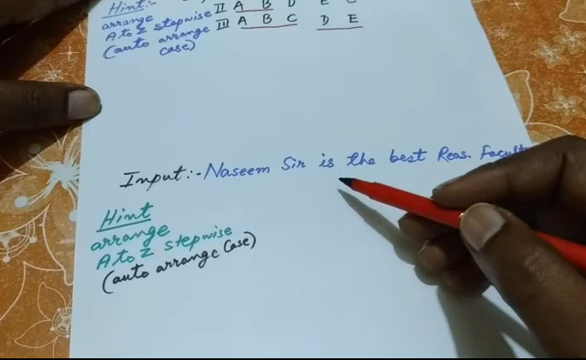 Hint:-
arrange
A to Z stepwise
(auto arrange
case)
II A B D E C
III A B C D E
Input:- Naseem Sir is the best Reas. Facult
Hint
arrange
A to Z stepwise
(auto arrange case)